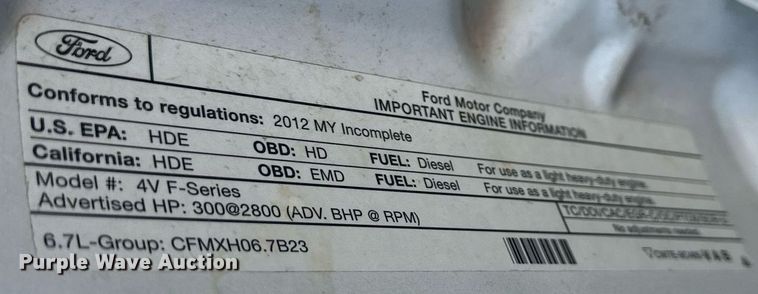 Ford
Ford Motor Company
IMPORTANT ENGINE INFORMATION
Conforms to regulations: 2012 MY Incomplete
U.S. EPA: HDE OBD: HD FUEL: Diesel For use as a light heavy-duty engine.
California: HDE OBD: EMD FUEL: Diesel For use as a light heavy-duty engine.
Model #: 4V F-Series
Advertised HP: 300@2800 (ADV. BHP @ RPM)
No adjustments needed.
6.7L-Group: CFMXH06.7B23
Purple Wave Auction